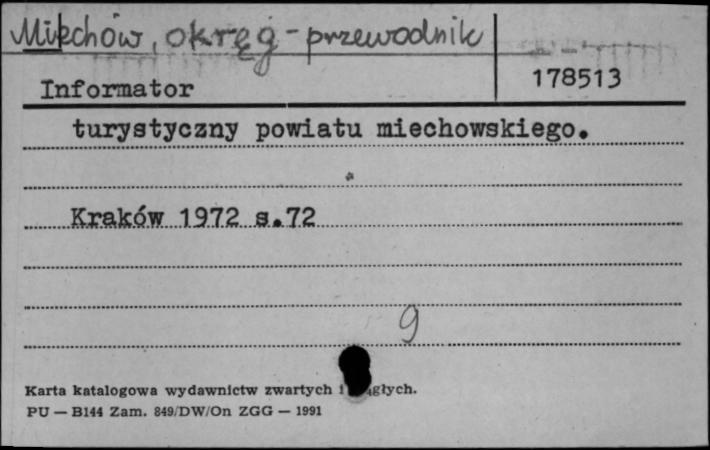 Miechów, okręg - przewodnik
Informator
178513
turystyczny powiatu miechowskiego.
Kraków 1972 s.72
9
Karta katalogowa wydawnictw zwartych i
PU — B144 Zam. 849/DW/On ZGG — 1991